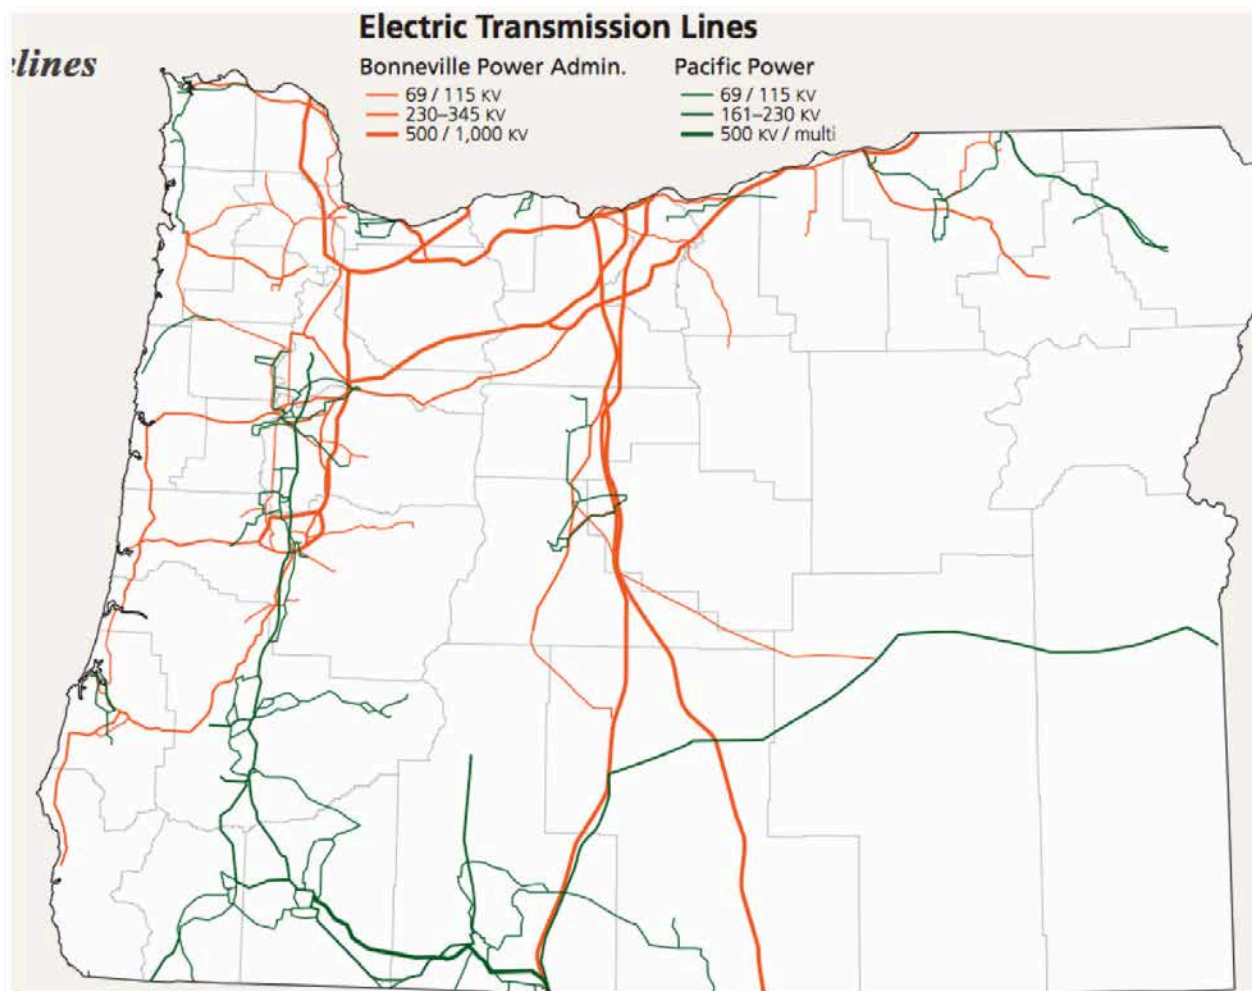 Electric Transmission Lines
elines
Bonneville Power Admin.
69 / 115 KV
230–345 KV
500 / 1,000 KV
Pacific Power
69 / 115 KV
161–230 KV
500 KV / multi